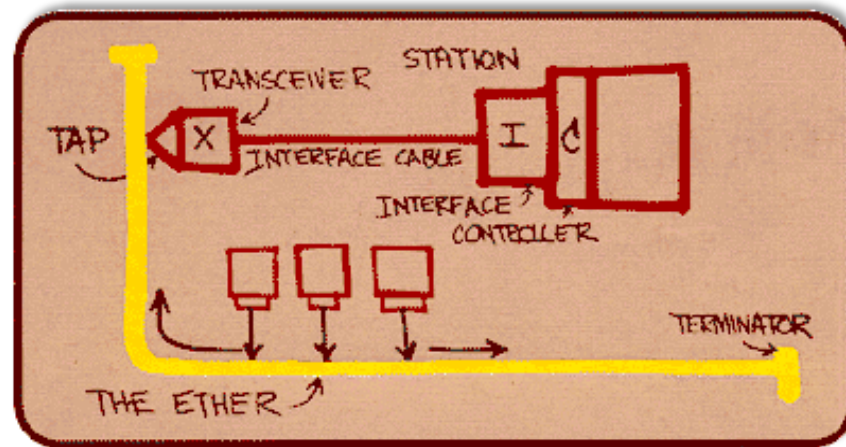 STATION
TRANSCEIVER
TAP
X
I
C
INTERFACE CABLE
INTERFACE
CONTROLLER
TERMINATOR
THE ETHER